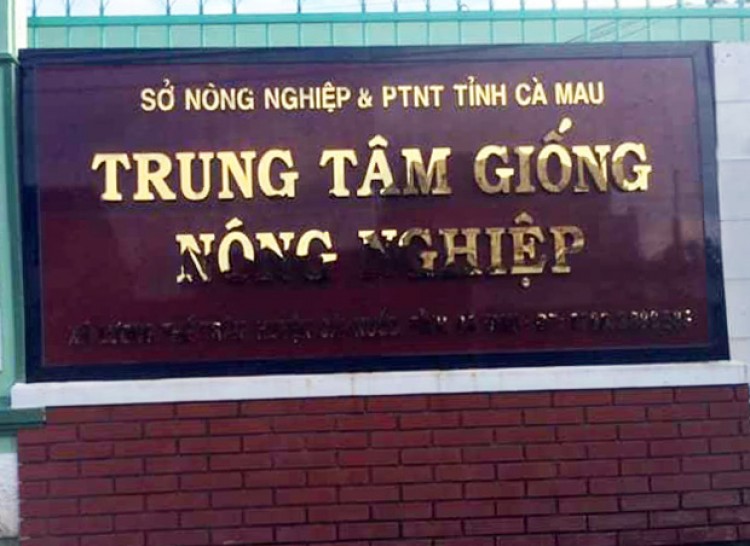 SỞ NÔNG NGHIỆP & PTNT TỈNH CÀ MAU
TRUNG TÂM GIỐNG
NÔNG NGHIỆP